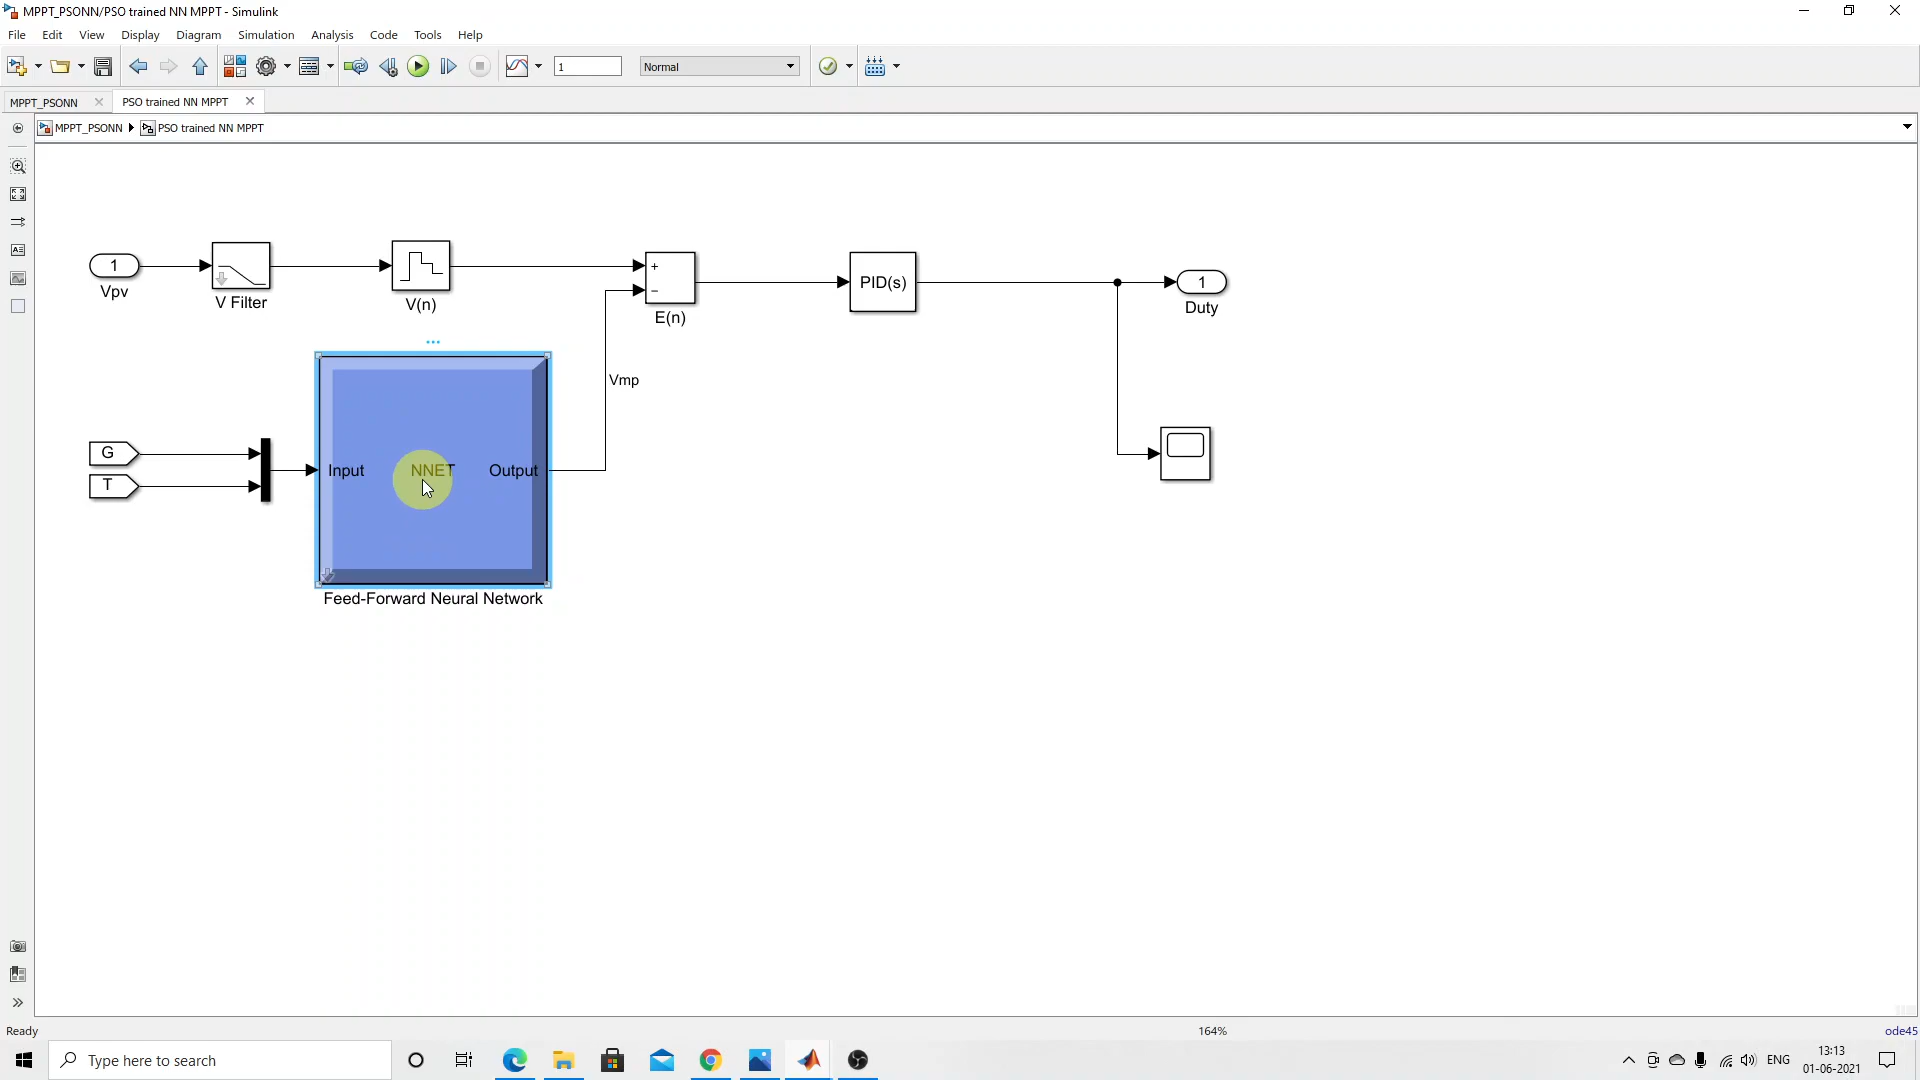 MPPT_PSONN/PSO trained NN MPPT - Simulink
File Edit View Display Diagram Simulation Analysis Code Tools Help
1 Normal
MPPT_PSONN PSO trained NN MPPT
MPPT_PSONN PSO trained NN MPPT
1
Vpv
V Filter
V(n)
+
−
E(n)
PID(s)
1
Duty
Vmp
G
T
Input NNET Output
Feed-Forward Neural Network
Ready 164% ode45
Type here to search
ENG
13:13
01-06-2021